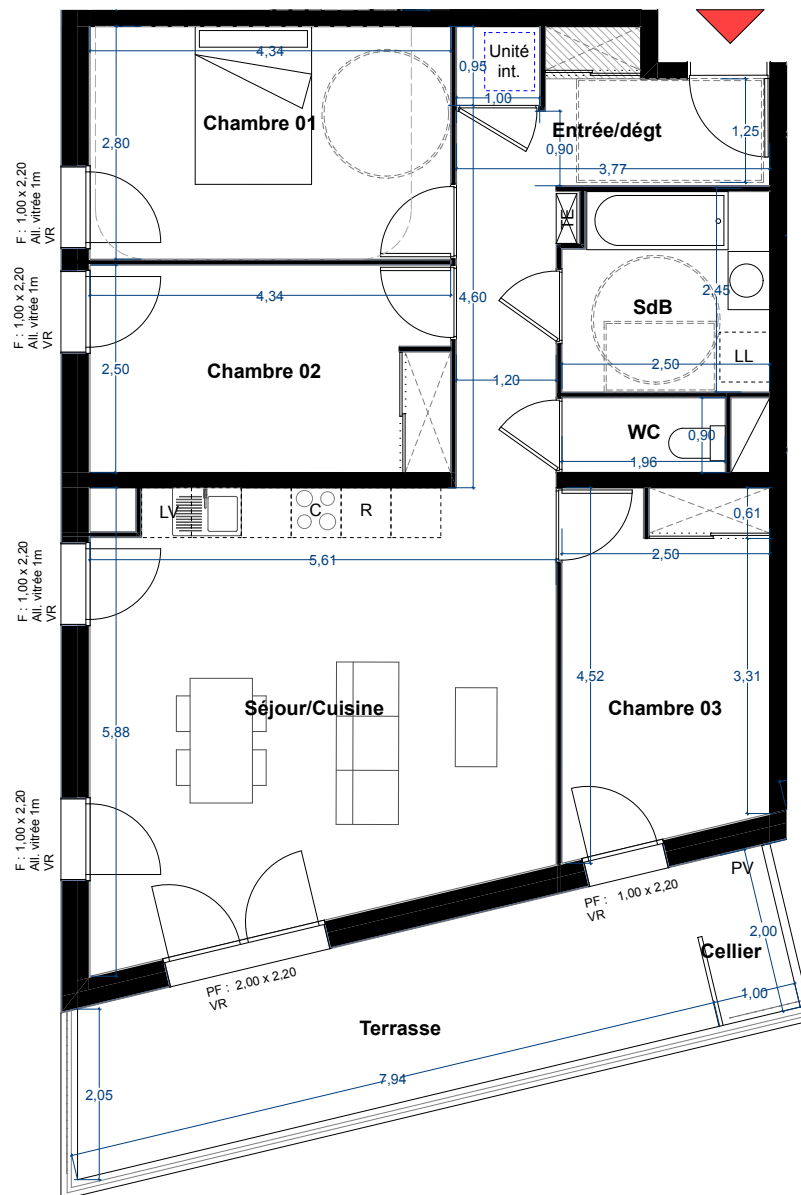 4,34
0,95
Unité
int.
1,00
Chambre 01
Entrée/dégt
1,25
2,80
0,90
3,77
F : 1,00 x 2,20
All. vitrée 1m
VR
TE
4,34
4,60
SdB
2,45
F : 1,00 x 2,20
All. vitrée 1m
VR
2,50
Chambre 02
1,20
2,50
LL
WC
0,90
1,96
LV
C
R
0,61
5,61
2,50
F : 1,00 x 2,20
All. vitrée 1m
VR
4,52
3,31
Séjour/Cuisine
Chambre 03
5,88
F : 1,00 x 2,20
All. vitrée 1m
VR
PV
PF : 1,00 x 2,20
VR
2,00
Cellier
PF : 2,00 x 2,20
VR
1,00
Terrasse
7,94
2,05